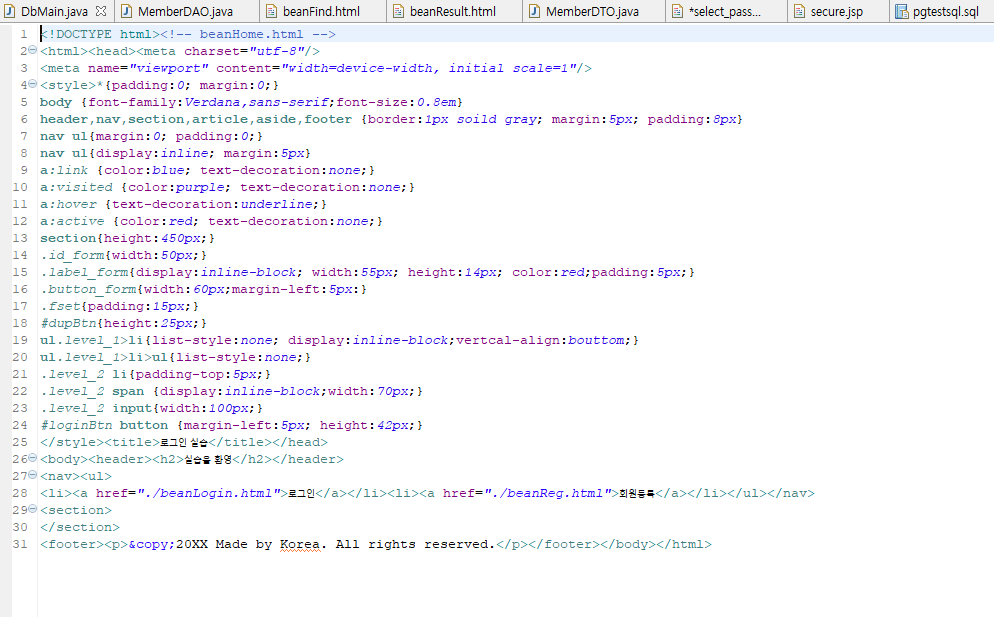 DbMain.java MemberDAO.java beanFind.html beanResult.html MemberDTO.java *select_pass... secure.jsp pgtestsql.sql
1 <!DOCTYPE html><!-- beanHome.html -->
2 <html><head><meta charset="utf-8"/>
3 <meta name="viewport" content="width=device-width, initial scale=1"/>
4 <style>*{padding:0; margin:0;}
5 body {font-family:Verdana,sans-serif;font-size:0.8em}
6 header,nav,section,article,aside,footer {border:1px soild gray; margin:5px; padding:8px}
7 nav ul{margin:0; padding:0;}
8 nav ul{display:inline; margin:5px}
9 a:link {color:blue; text-decoration:none;}
10 a:visited {color:purple; text-decoration:none;}
11 a:hover {text-decoration:underline;}
12 a:active {color:red; text-decoration:none;}
13 section{height:450px;}
14 .id_form{width:50px;}
15 .label_form{display:inline-block; width:55px; height:14px; color:red;padding:5px;}
16 .button_form{width:60px;margin-left:5px:}
17 .fset{padding:15px;}
18 #dupBtn{height:25px;}
19 ul.level_1>li{list-style:none; display:inline-block;vertcal-align:bouttom;}
20 ul.level_1>li>ul{list-style:none;}
21 .level_2 li{padding-top:5px;}
22 .level_2 span {display:inline-block;width:70px;}
23 .level_2 input{width:100px;}
24 #loginBtn button {margin-left:5px; height:42px;}
25 </style><title>로그인 실습</title></head>
26 <body><header><h2>실습을 환영</h2></header>
27 <nav><ul>
28 <li><a href="./beanLogin.html">로그인</a></li><li><a href="./beanReg.html">회원등록</a></li></ul></nav>
29 <section>
30 </section>
31 <footer><p>&copy;20XX Made by Korea. All rights reserved.</p></footer></body></html>